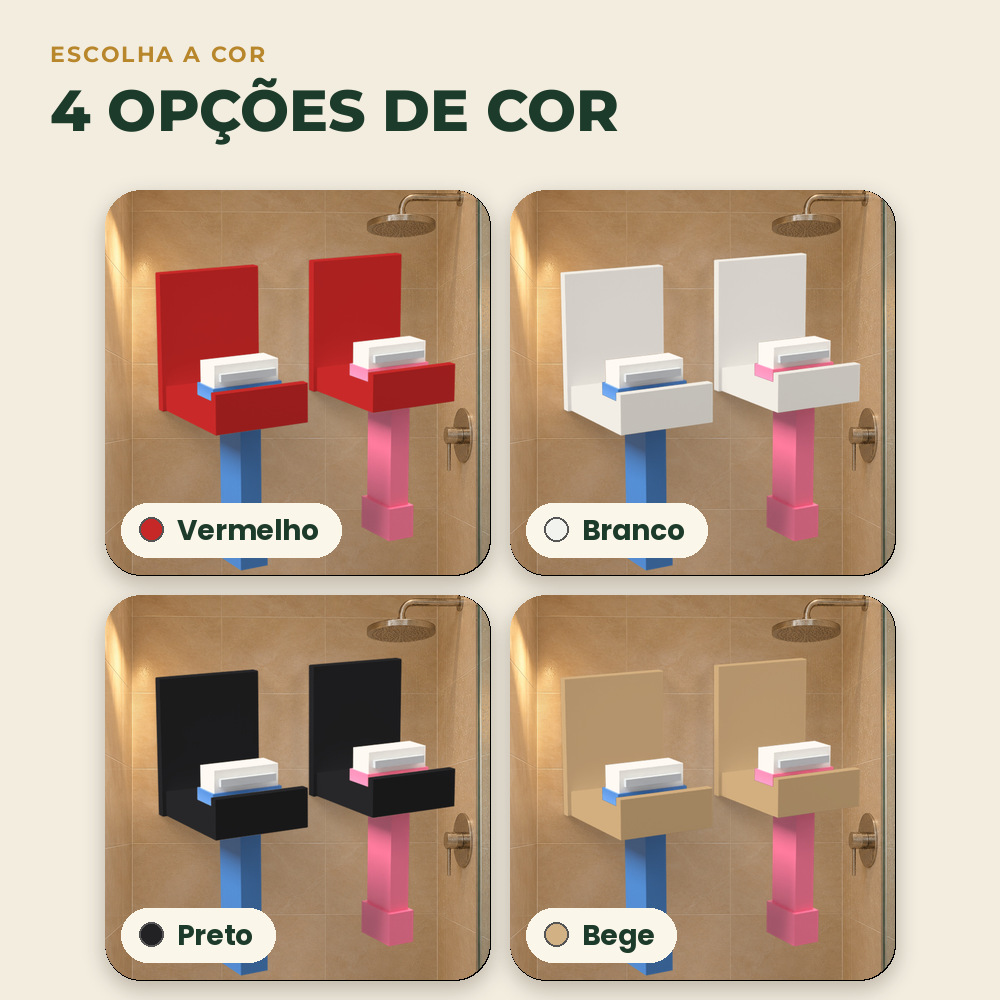 ESCOLHA A COR
4 OPÇÕES DE COR
Vermelho
Branco
Preto
Bege